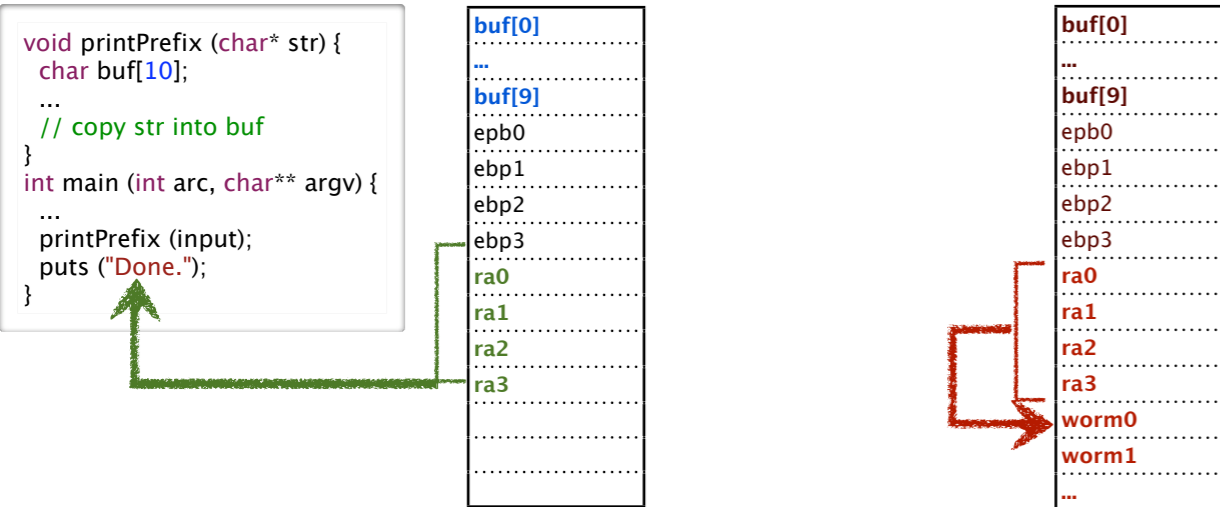 void printPrefix (char* str) {
char buf[10];
...
// copy str into buf
}
int main (int arc, char** argv) {
...
printPrefix (input);
puts ("Done.");
}
buf[0]
...
buf[9]
epb0
ebp1
ebp2
ebp3
ra0
ra1
ra2
ra3
buf[0]
...
buf[9]
epb0
ebp1
ebp2
ebp3
ra0
ra1
ra2
ra3
worm0
worm1
...